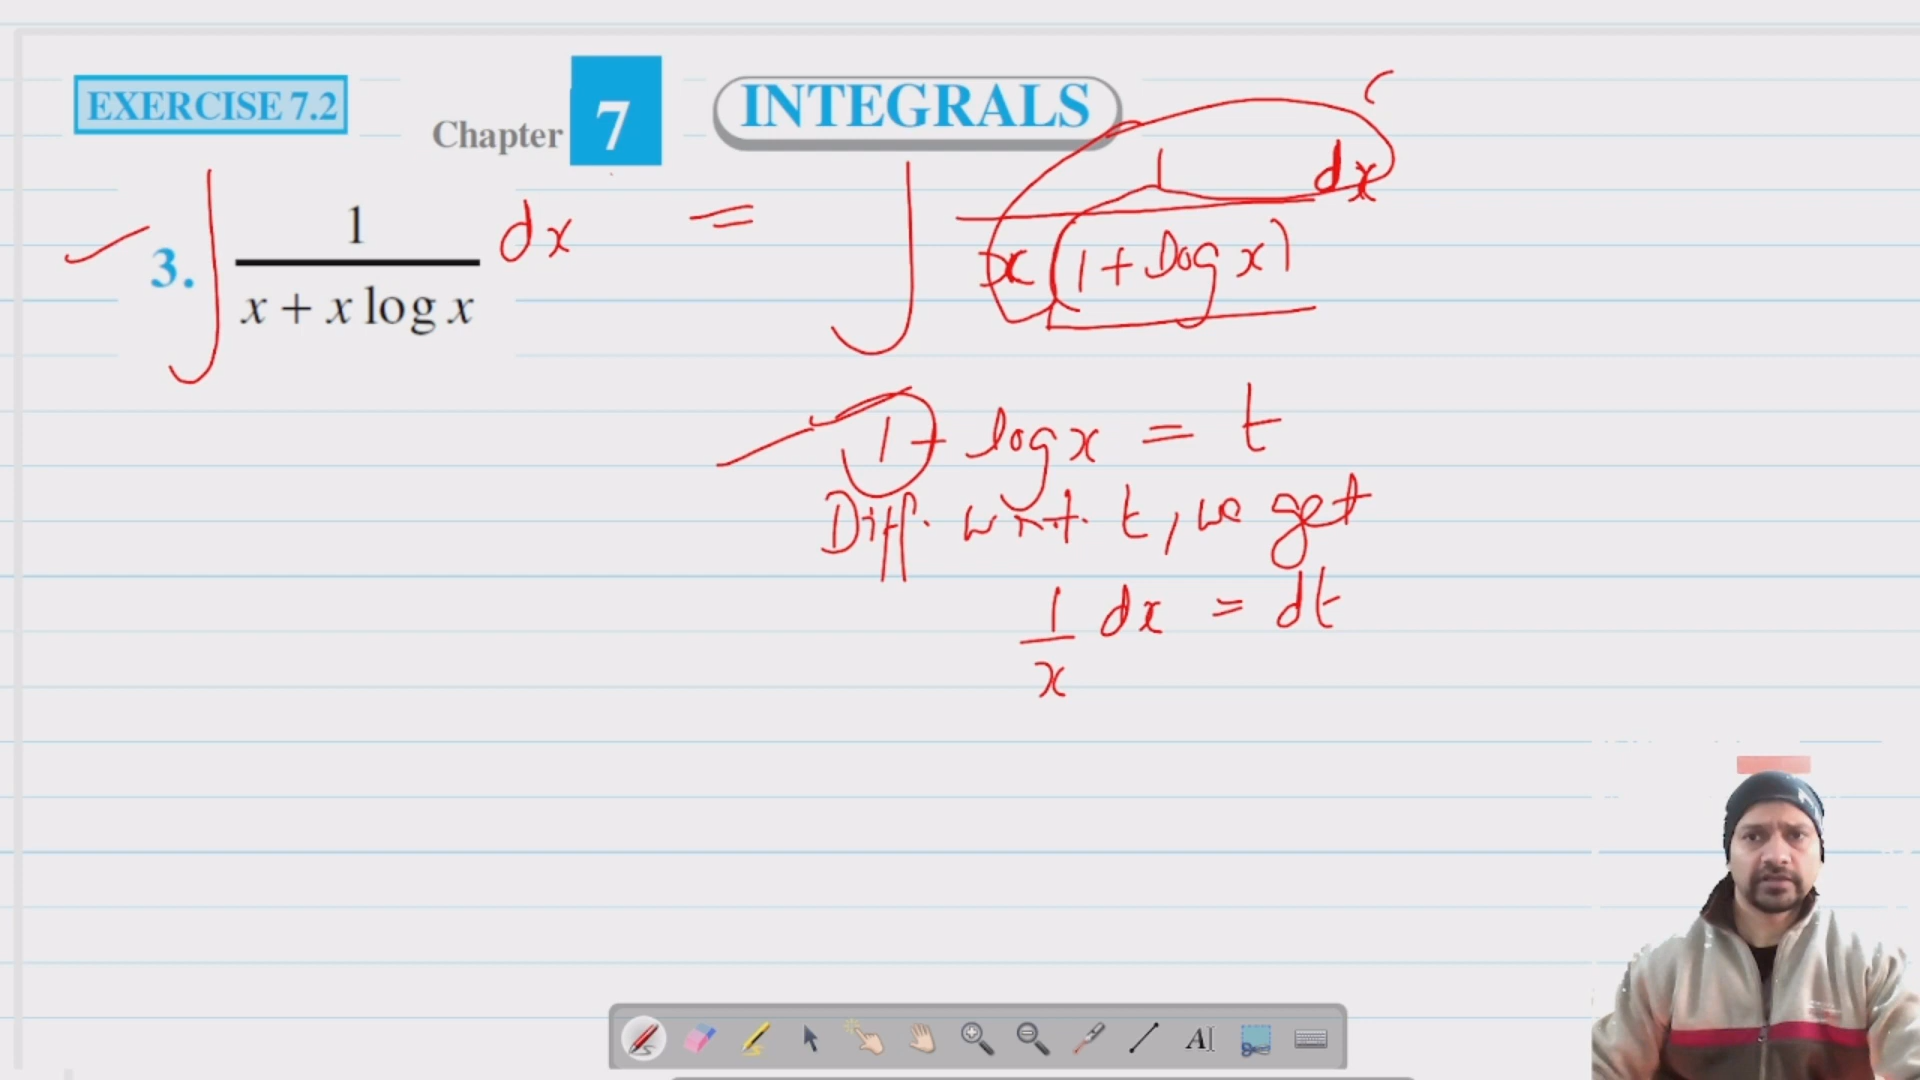 EXERCISE 7.2
Chapter 7
INTEGRALS
3. ∫ 1/(x + x log x) dx = ∫ 1/(x(1 + log x)) dx
1 + log x = t
Diff. w.r.t. t, we get
1/x dx = dt
AI